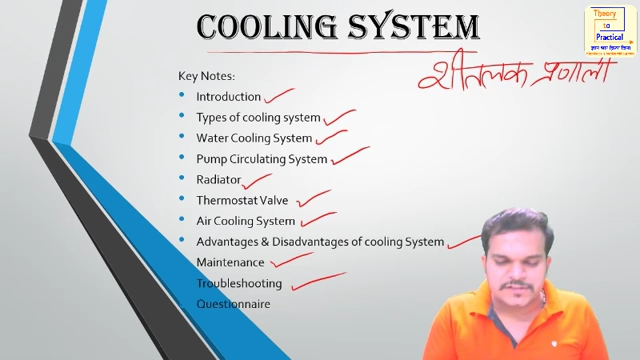 COOLING SYSTEM
Theory
to
Practical
शीतलक प्रणाली
Key Notes:
• Introduction
• Types of cooling system
• Water Cooling System
• Pump Circulating System
• Radiator
• Thermostat Valve
• Air Cooling System
• Advantages & Disadvantages of cooling System
Maintenance
Troubleshooting
Questionnaire